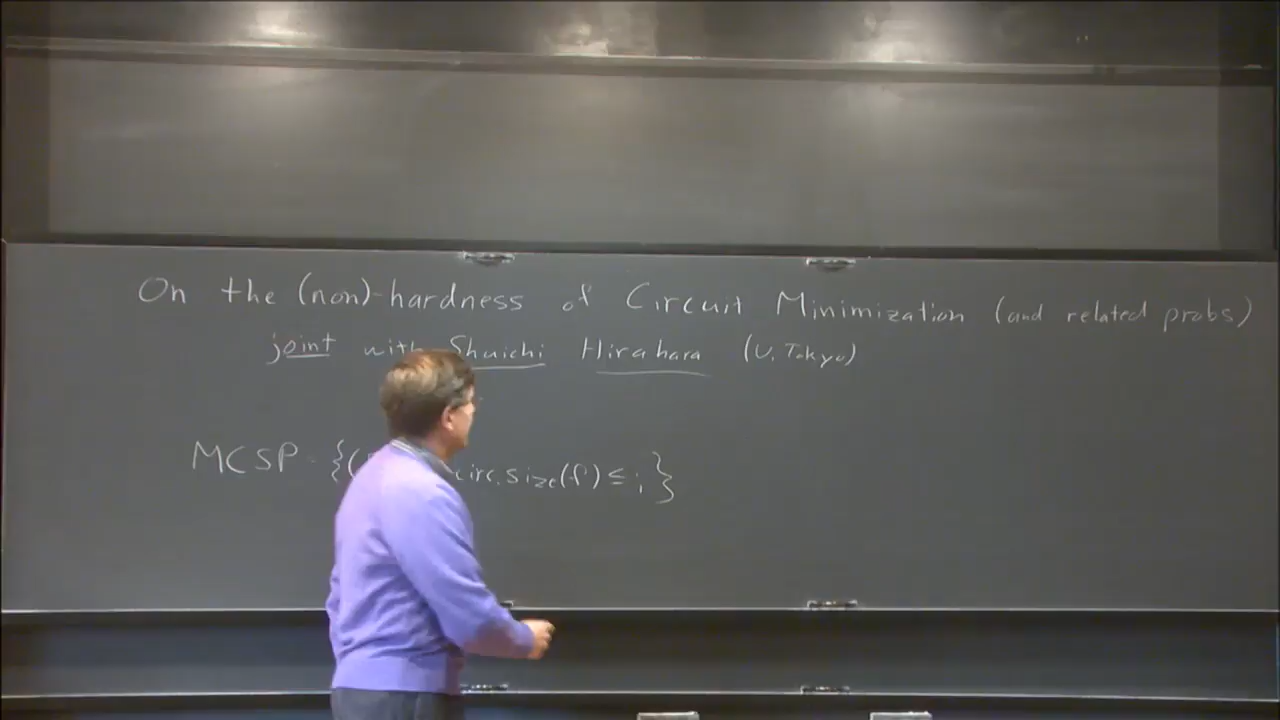 On the (non)-hardness of Circuit Minimization (and related probs)
joint with Shuichi Hirahara (U. Tokyo)
MCSP = {( circ. size(f) ≤ i }